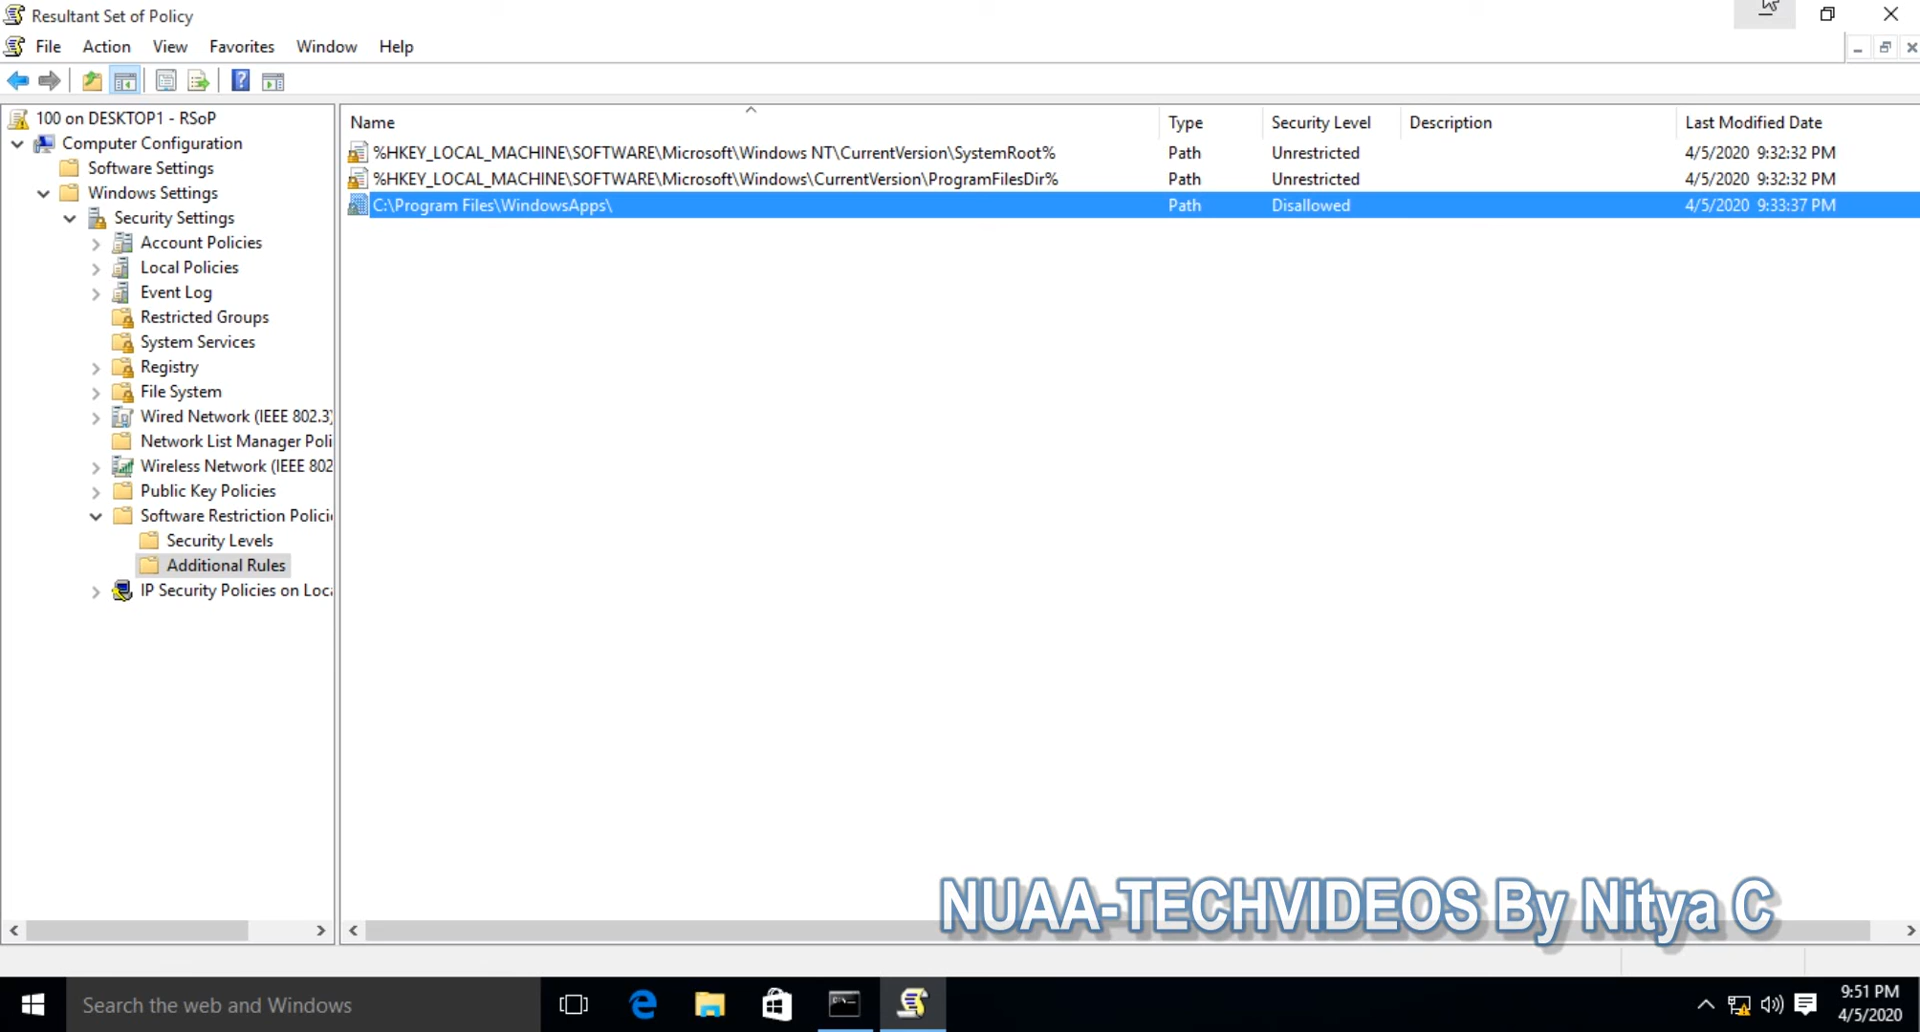 Resultant Set of Policy
File Action View Favorites Window Help
100 on DESKTOP1 - RSoP
Computer Configuration
Software Settings
Windows Settings
Security Settings
Account Policies
Local Policies
Event Log
Restricted Groups
System Services
Registry
File System
Wired Network (IEEE 802.3)
Network List Manager Poli
Wireless Network (IEEE 802
Public Key Policies
Software Restriction Polici
Security Levels
Additional Rules
IP Security Policies on Loca
Name Type Security Level Description Last Modified Date
%HKEY_LOCAL_MACHINE\SOFTWARE\Microsoft\Windows NT\CurrentVersion\SystemRoot% Path Unrestricted 4/5/2020 9:32:32 PM
%HKEY_LOCAL_MACHINE\SOFTWARE\Microsoft\Windows\CurrentVersion\ProgramFilesDir% Path Unrestricted 4/5/2020 9:32:32 PM
C:\Program Files\WindowsApps\ Path Disallowed 4/5/2020 9:33:37 PM
NUAA-TECHVIDEOS By Nitya C
Search the web and Windows
9:51 PM
4/5/2020